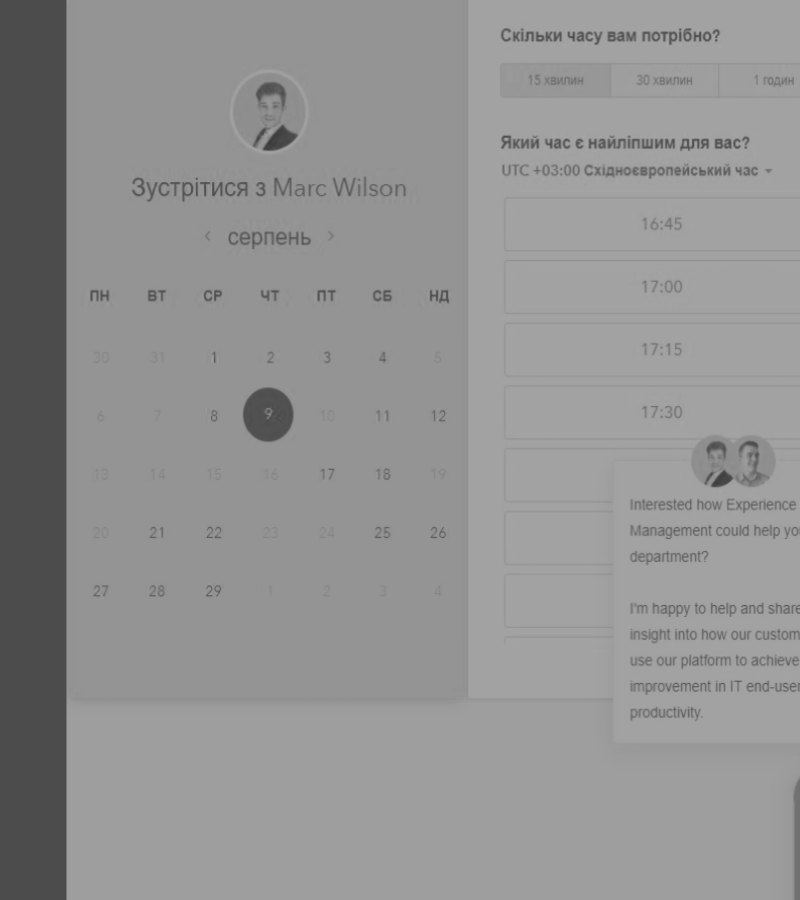 Зустрітися з Marc Wilson
‹ серпень ›
ПН ВТ СР ЧТ ПТ СБ НД
30 31 1 2 3 4 5
6 7 8 9 10 11 12
13 14 15 16 17 18 19
20 21 22 23 24 25 26
27 28 29 1 2 3 4
Скільки часу вам потрібно?
15 хвилин 30 хвилин 1 годин
Який час є найліпшим для вас?
UTC +03:00 Східноєвропейський час
16:45
17:00
17:15
17:30
Interested how Experience
Management could help yo
department?
I'm happy to help and share
insight into how our custom
use our platform to achieve
improvement in IT end-user
productivity.